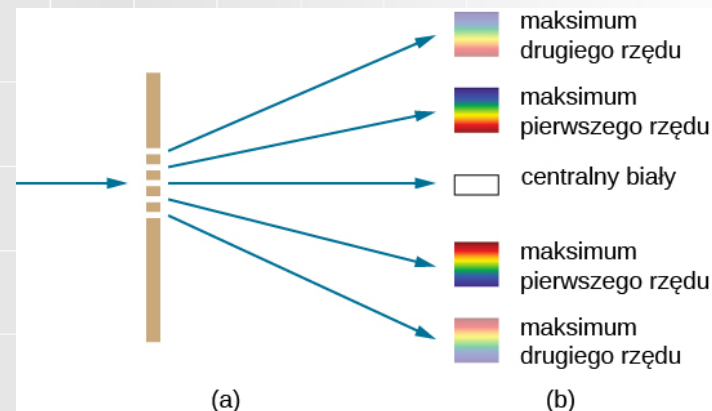 maksimum
drugiego rzędu
maksimum
pierwszego rzędu
centralny biały
maksimum
pierwszego rzędu
maksimum
drugiego rzędu
(a)
(b)